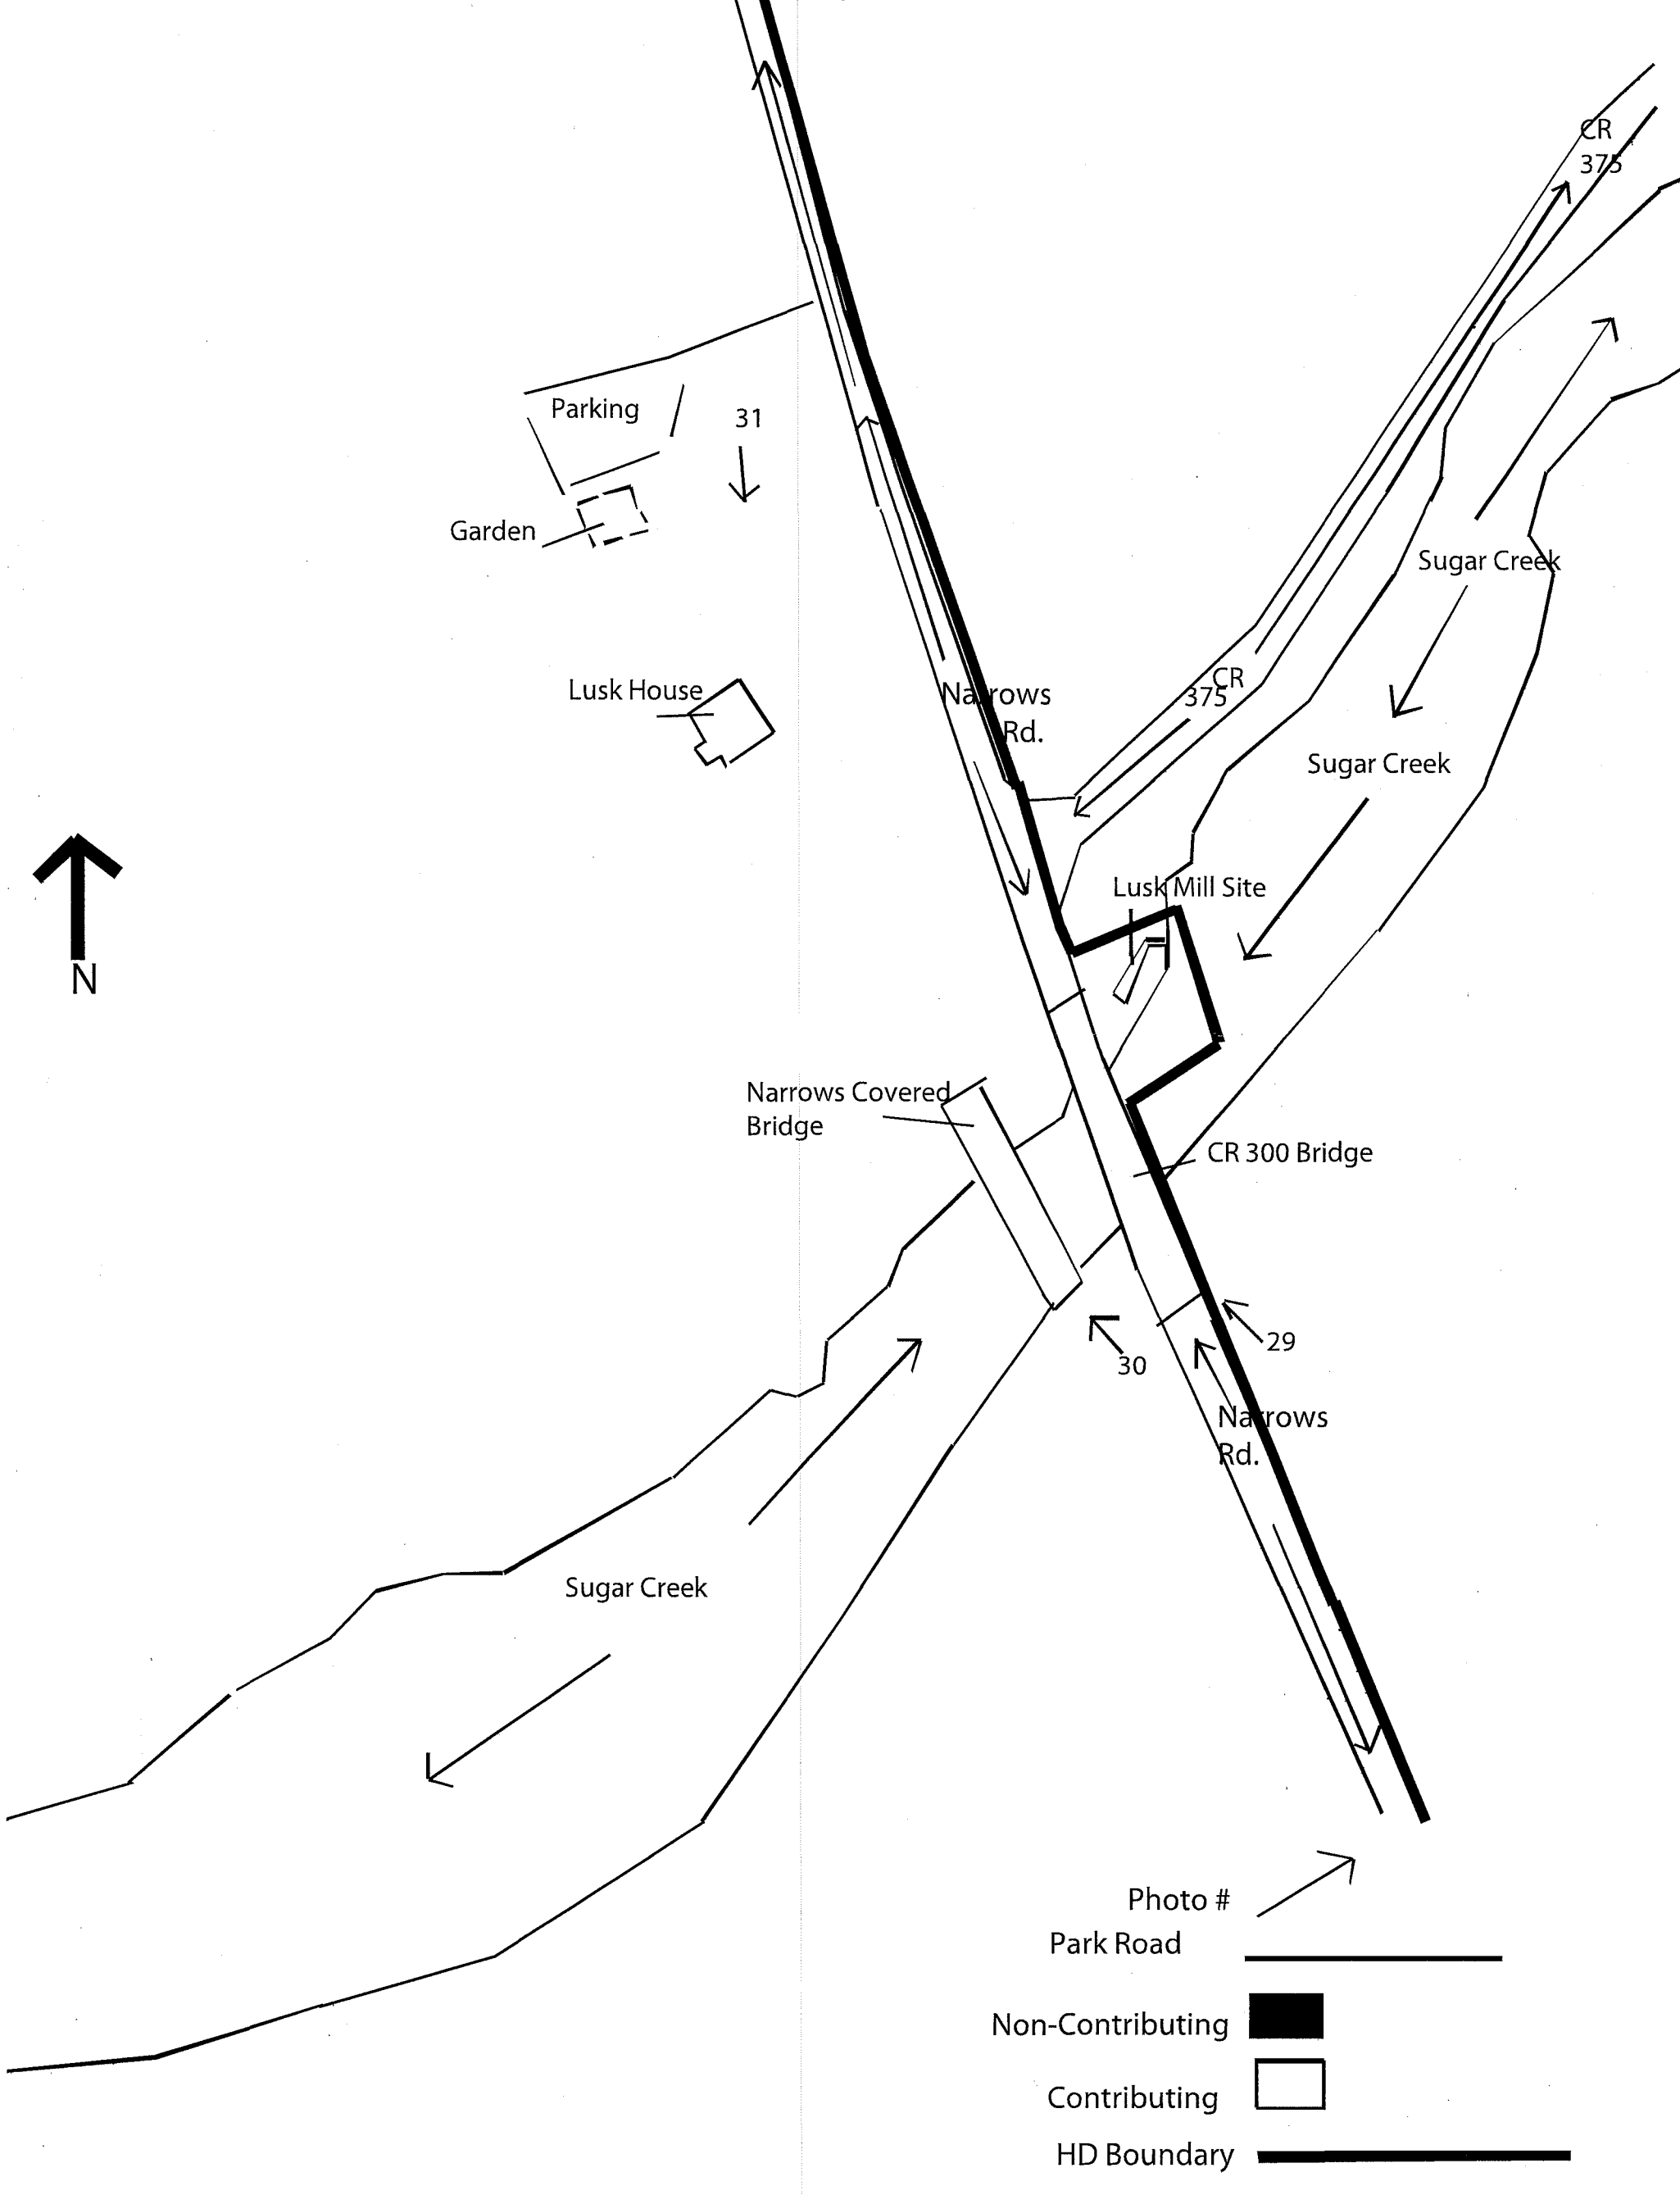 CR
375
Parking
31
Garden
Sugar Creek
Lusk House
CR
375
Narrows
Rd.
Sugar Creek
Lusk Mill Site
N
Narrows Covered
Bridge
CR 300 Bridge
29
30
Narrows
Rd.
Sugar Creek
Photo #
Park Road
Non-Contributing
Contributing
HD Boundary